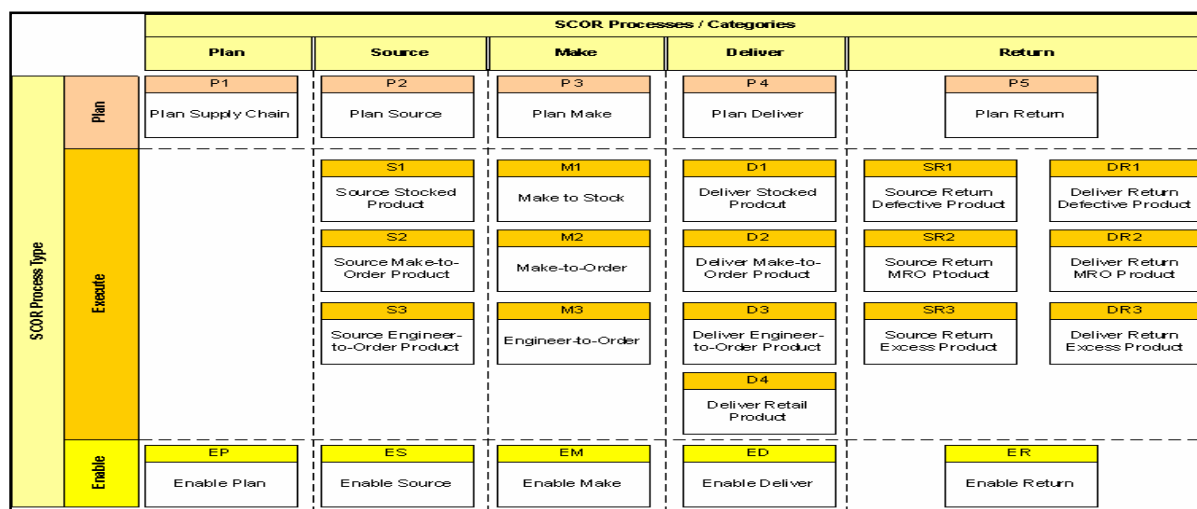 SCOR Processes / Categories
Plan
Source
Make
Deliver
Return
SCOR Process Type
Plan
P1
Plan Supply Chain
P2
Plan Source
P3
Plan Make
P4
Plan Deliver
P5
Plan Return
Execute
S1
Source Stocked
Product
M1
Make to Stock
D1
Deliver Stocked
Prodcut
SR1
Source Return
Defective Product
DR1
Deliver Return
Defective Product
S2
Source Make-to-
Order Product
M2
Make-to-Order
D2
Deliver Make-to-
Order Product
SR2
Source Return
MRO Ptoduct
DR2
Deliver Return
MRO Product
S3
Source Engineer-
to-Order Product
M3
Engineer-to-Order
D3
Deliver Engineer-
to-Order Product
SR3
Source Return
Excess Product
DR3
Deliver Return
Excess Product
D4
Deliver Retail
Product
Enable
EP
Enable Plan
ES
Enable Source
EM
Enable Make
ED
Enable Deliver
ER
Enable Return